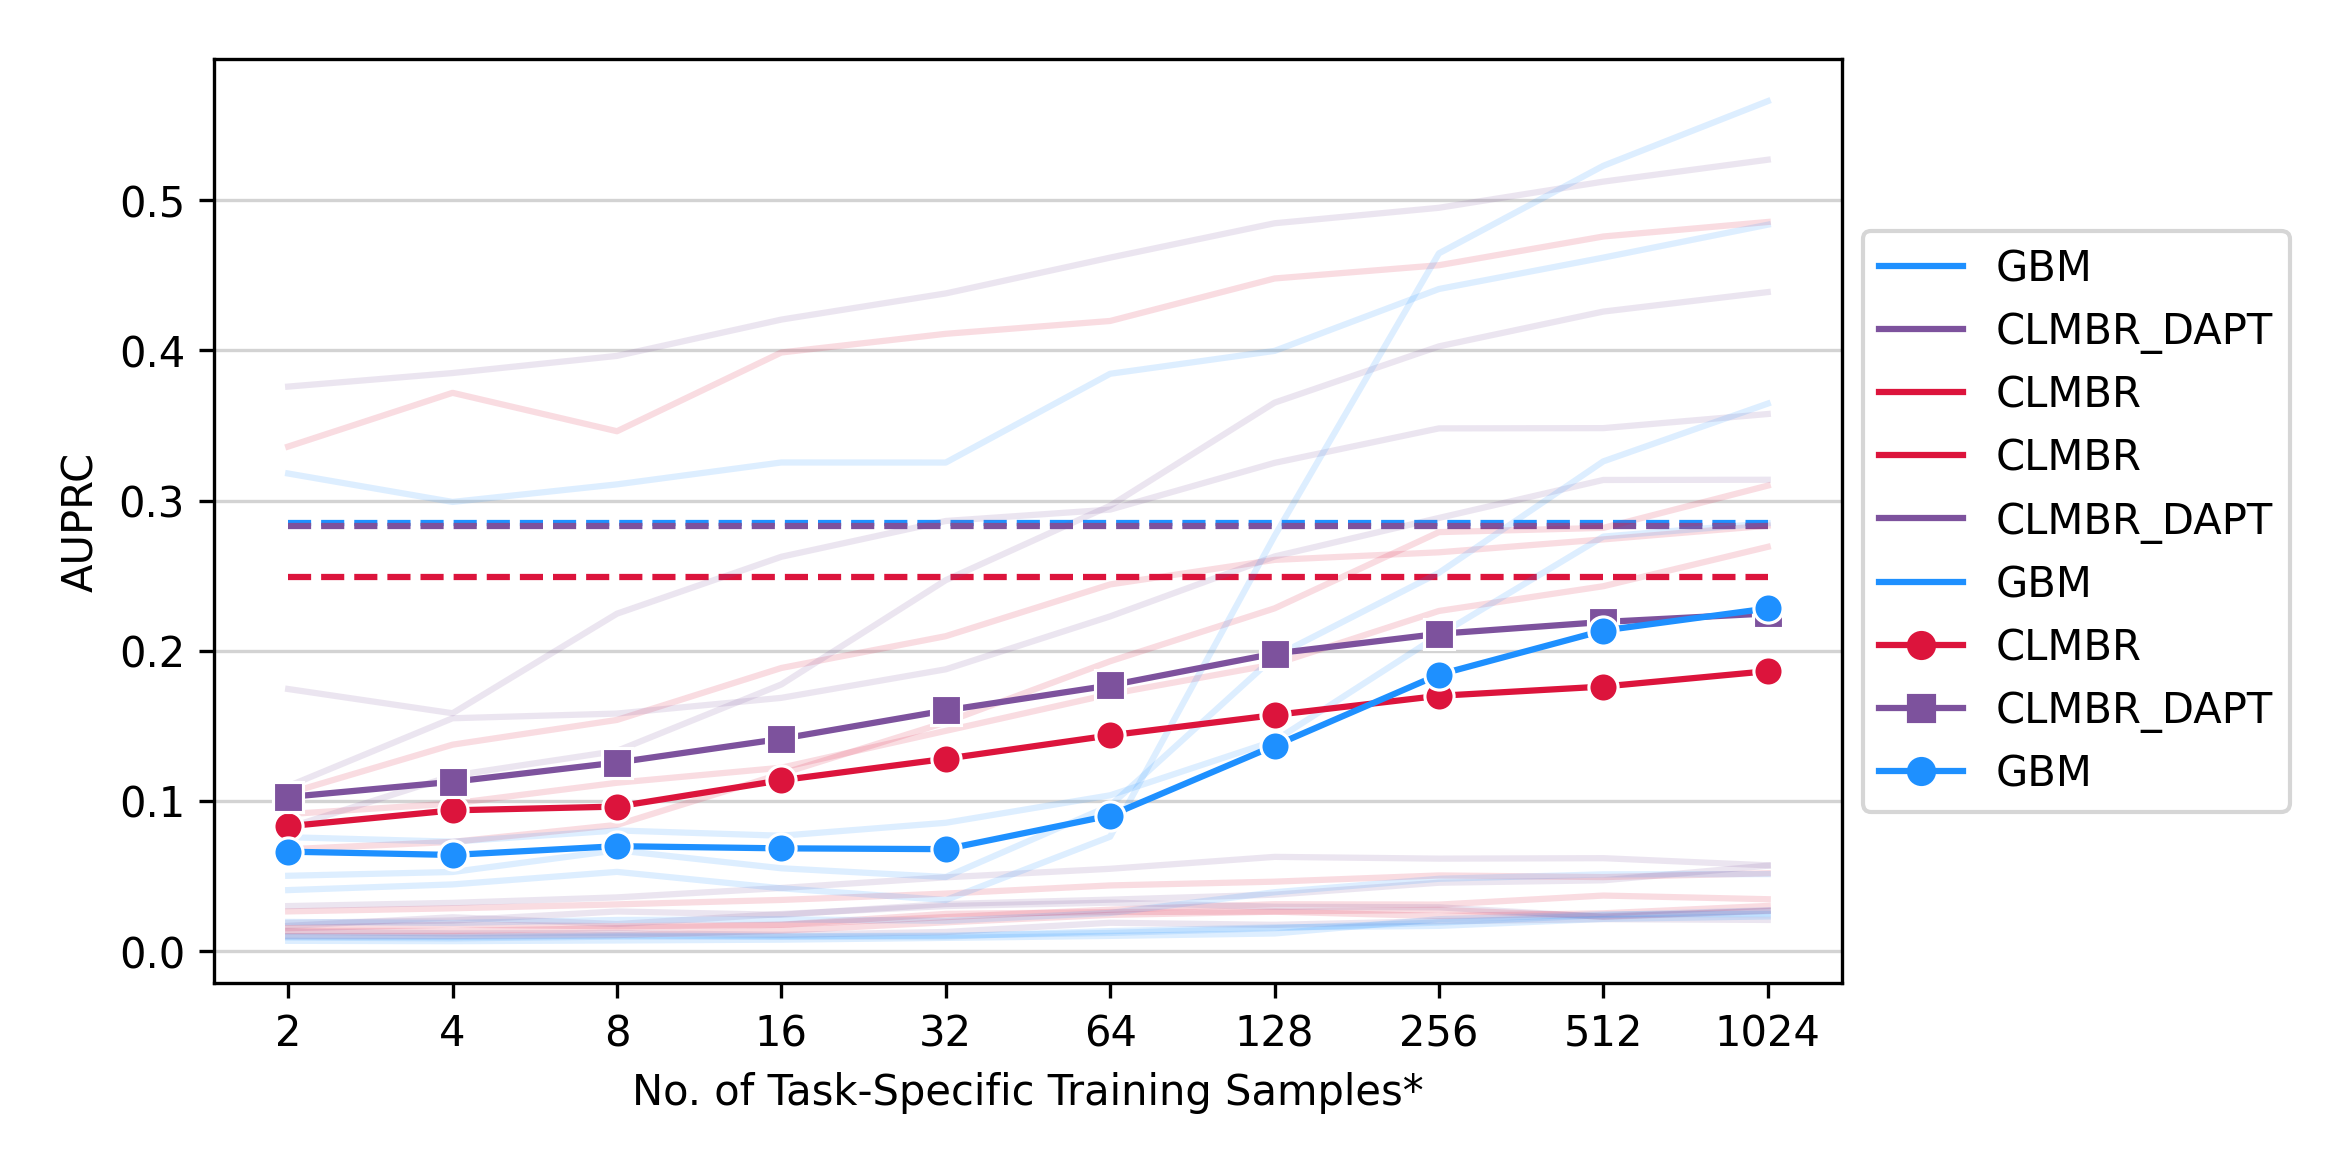 AUPRC
0.5
0.4
0.3
0.2
0.1
0.0
2 4 8 16 32 64 128 256 512 1024
No. of Task-Specific Training Samples*
GBM
CLMBR_DAPT
CLMBR
CLMBR
CLMBR_DAPT
GBM
CLMBR
CLMBR_DAPT
GBM